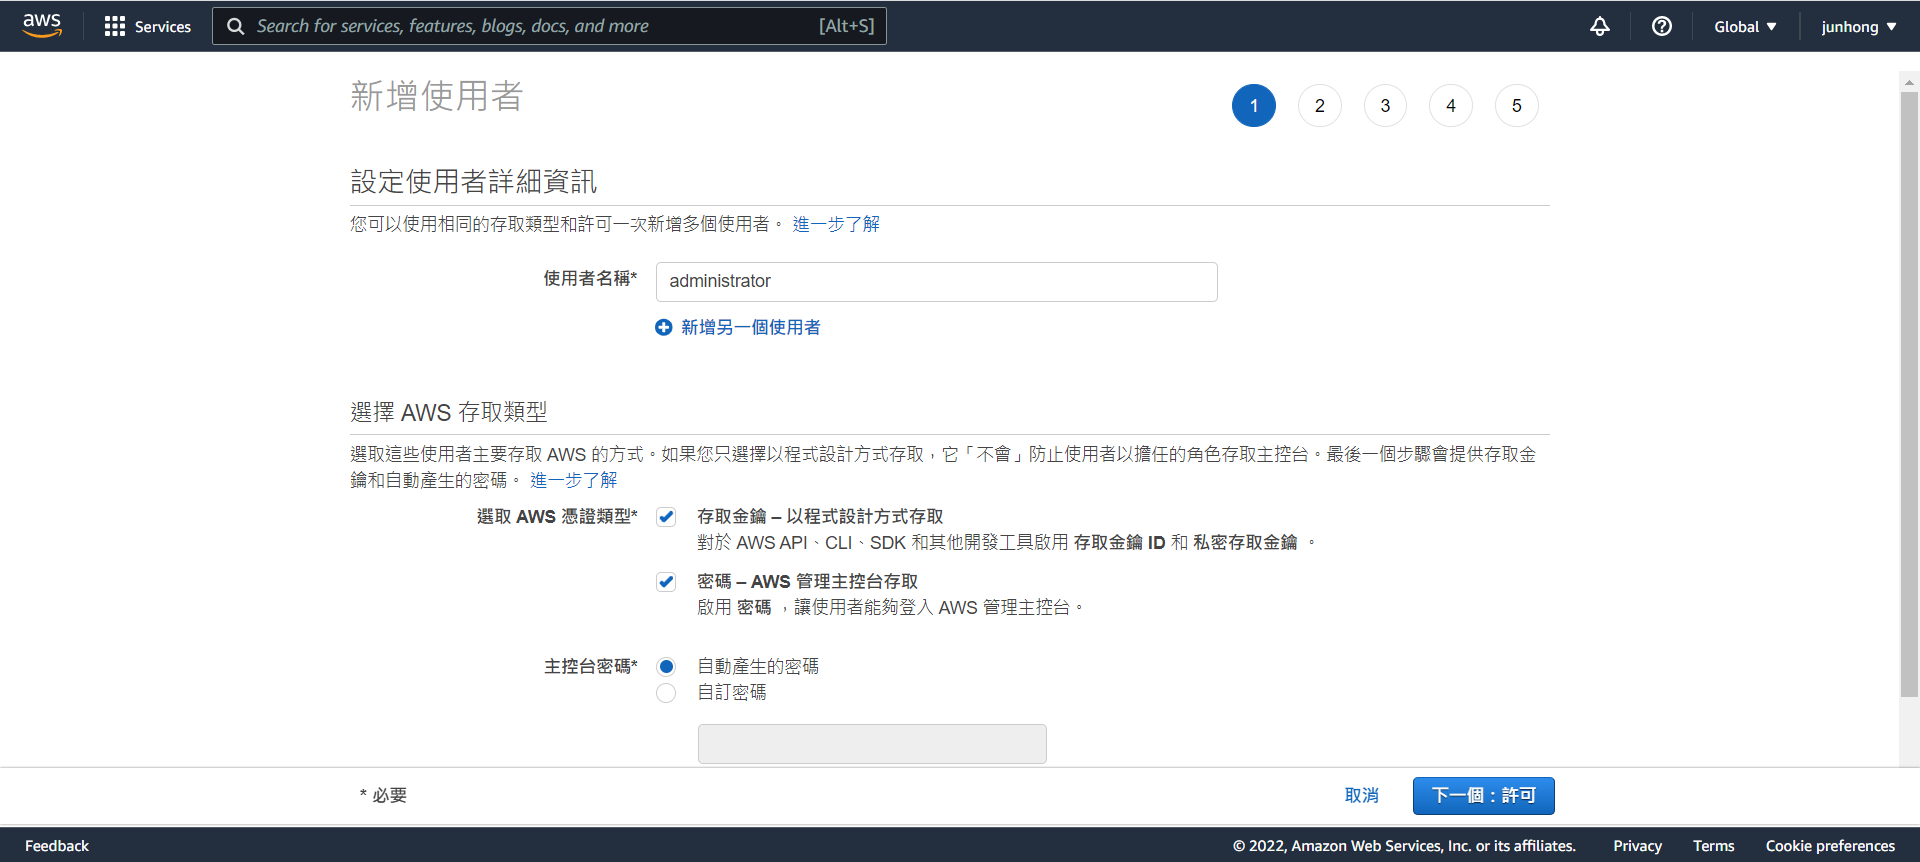 aws Services Search for services, features, blogs, docs, and more [Alt+S] Global ▼ junhong ▼
新增使用者 1 2 3 4 5
設定使用者詳細資訊
您可以使用相同的存取類型和許可一次新增多個使用者。 進一步了解
使用者名稱* administrator
新增另一個使用者
選擇 AWS 存取類型
選取這些使用者主要存取 AWS 的方式。如果您只選擇以程式設計方式存取，它「不會」防止使用者以擔任的角色存取主控台。最後一個步驟會提供存取金
鑰和自動產生的密碼。 進一步了解
選取 AWS 憑證類型* 存取金鑰 – 以程式設計方式存取
對於 AWS API、CLI、SDK 和其他開發工具啟用 存取金鑰 ID 和 私密存取金鑰 。
密碼 – AWS 管理主控台存取
啟用 密碼 ，讓使用者能夠登入 AWS 管理主控台。
主控台密碼* 自動產生的密碼
自訂密碼
* 必要 取消 下一個：許可
Feedback © 2022, Amazon Web Services, Inc. or its affiliates. Privacy Terms Cookie preferences